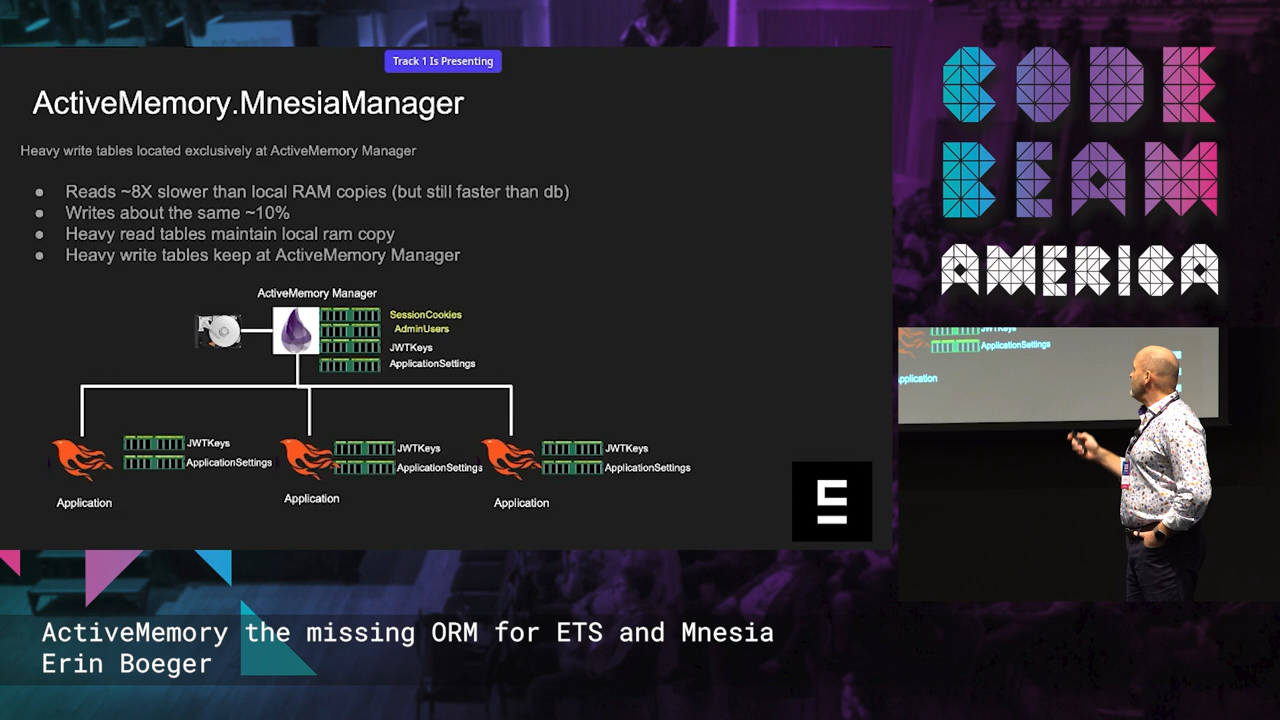 Track 1 Is Presenting
ActiveMemory.MnesiaManager
Heavy write tables located exclusively at ActiveMemory Manager
Reads ~8X slower than local RAM copies (but still faster than db)
Writes about the same ~10%
Heavy read tables maintain local ram copy
Heavy write tables keep at ActiveMemory Manager
ActiveMemory Manager
SessionCookies
AdminUsers
JWTKeys
ApplicationSettings
JWTKeys
ApplicationSettings
Application
JWTKeys
ApplicationSettings
Application
JWTKeys
ApplicationSettings
Application
CODE
BEAM
AMERICA
JWTKeys
ApplicationSettings
pplication
ActiveMemory the missing ORM for ETS and Mnesia
Erin Boeger